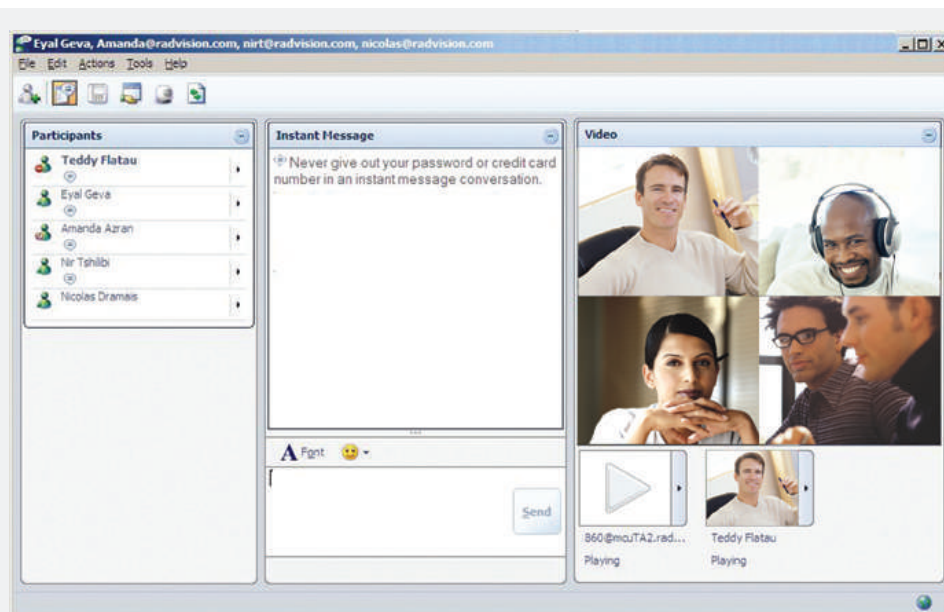 Eyal Geva, Amanda@radvision.com, nirt@radvision.com, nicolas@radvision.com
File Edit Actions Tools Help
Participants
Teddy Flatau
Eyal Geva
Amanda Azran
Nir Tshilbi
Nicolas Dramais
Instant Message
Never give out your password or credit card
number in an instant message conversation.
A Font
Send
Video
860@mcuTA2.rad...
Playing
Teddy Flatau
Playing